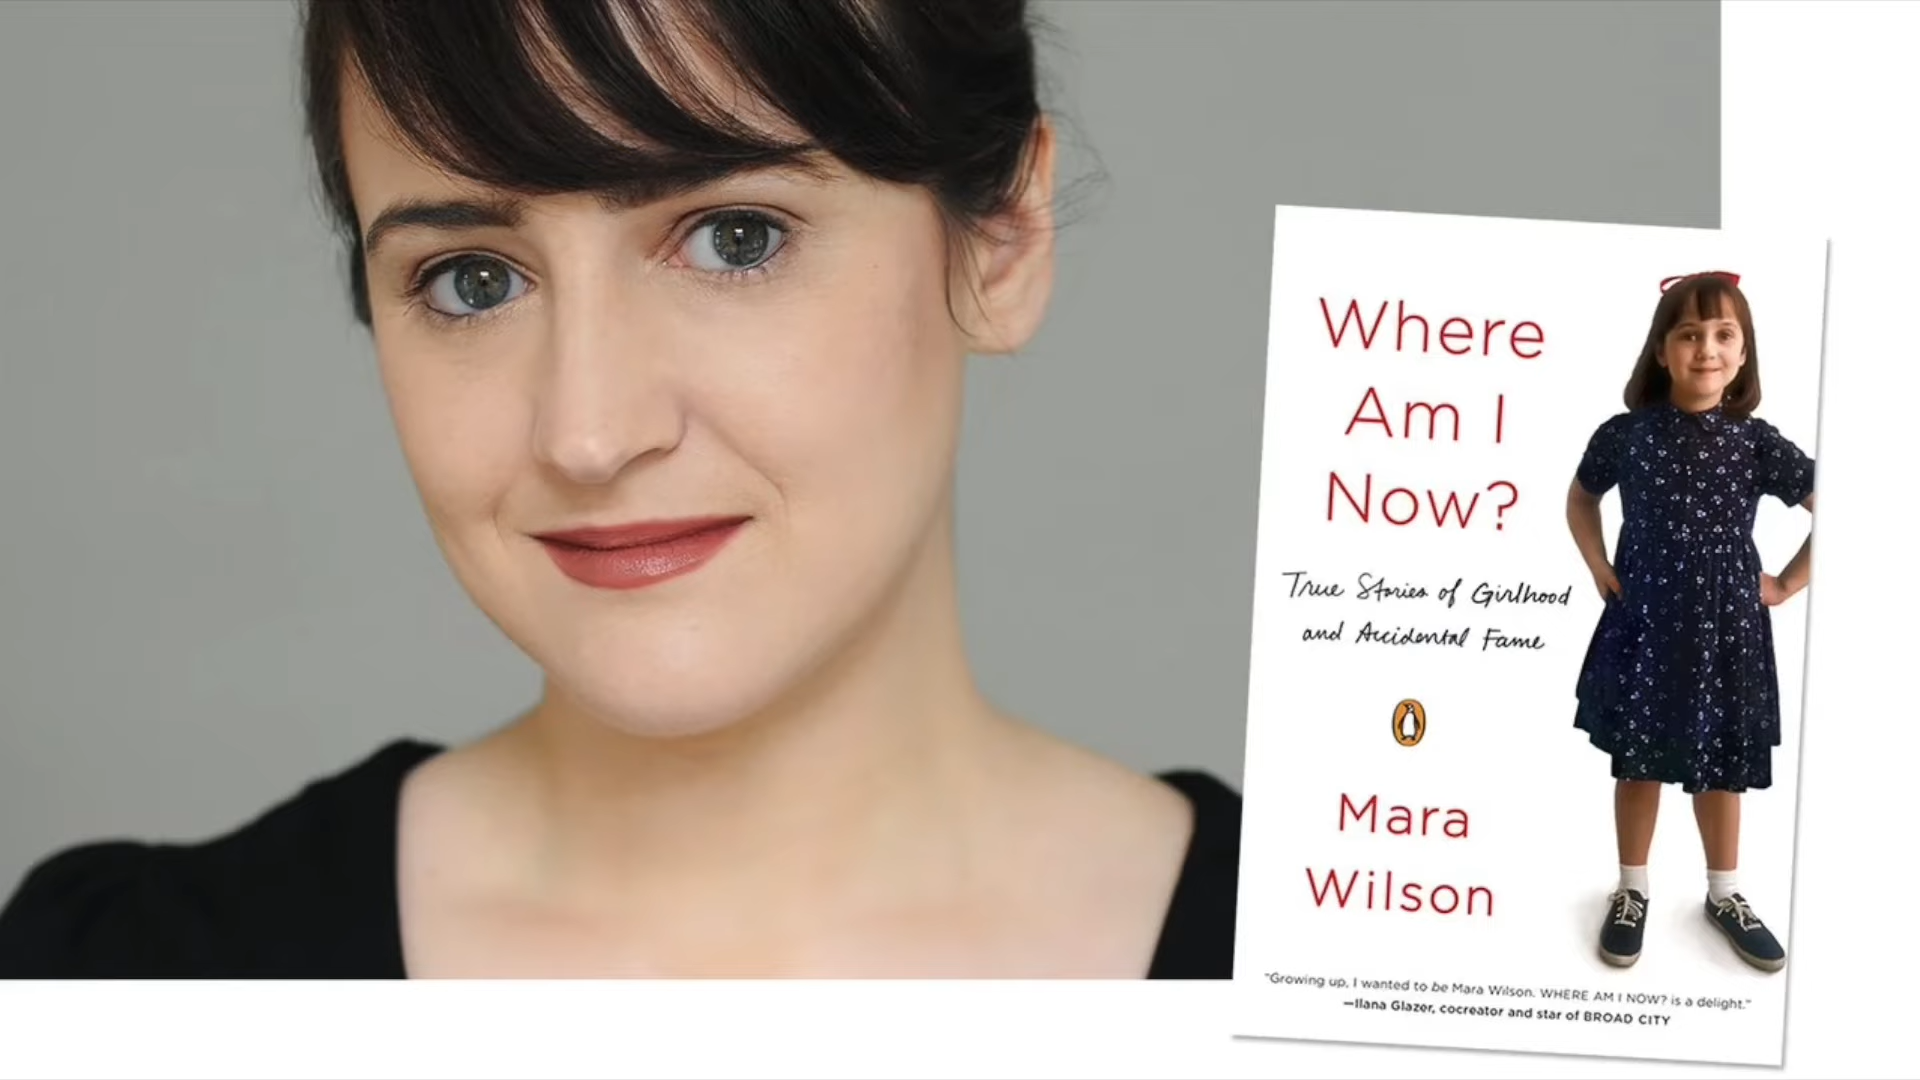 Where
Am I
Now?
True Stories of Girlhood
and Accidental Fame
Mara
Wilson
"Growing up, I wanted to be Mara Wilson. WHERE AM I NOW? is a delight."
—Ilana Glazer, cocreator and star of BROAD CITY